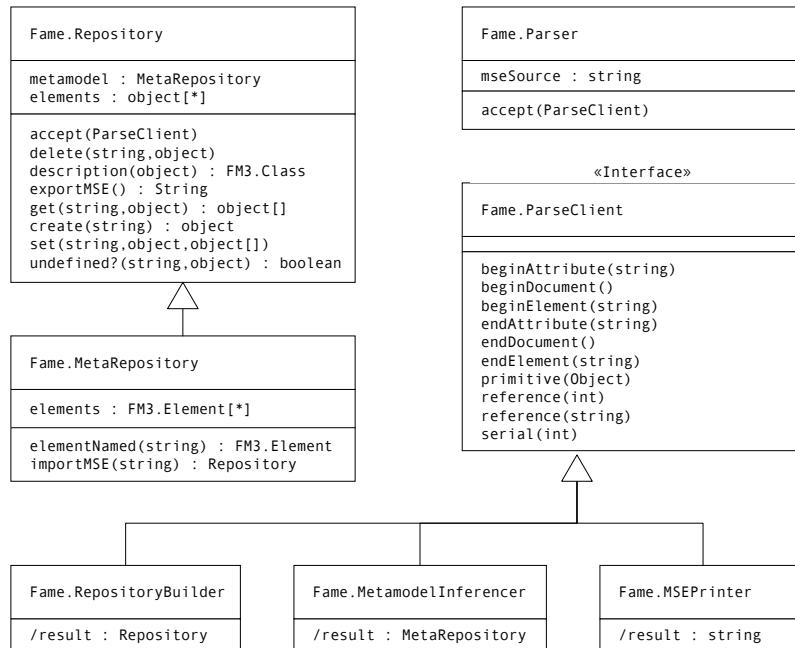 Fame.Repository
metamodel : MetaRepository
elements : object[*]
accept(ParseClient)
delete(string,object)
description(object) : FM3.Class
exportMSE() : String
get(string,object) : object[]
create(string) : object
set(string,object,object[])
undefined?(string,object) : boolean
Fame.MetaRepository
elements : FM3.Element[*]
elementNamed(string) : FM3.Element
importMSE(string) : Repository
Fame.Parser
mseSource : string
accept(ParseClient)
«Interface»
Fame.ParseClient
beginAttribute(string)
beginDocument()
beginElement(string)
endAttribute(string)
endDocument()
endElement(string)
primitive(Object)
reference(int)
reference(string)
serial(int)
Fame.RepositoryBuilder
/result : Repository
Fame.MetamodelInferencer
/result : MetaRepository
Fame.MSEPrinter
/result : string